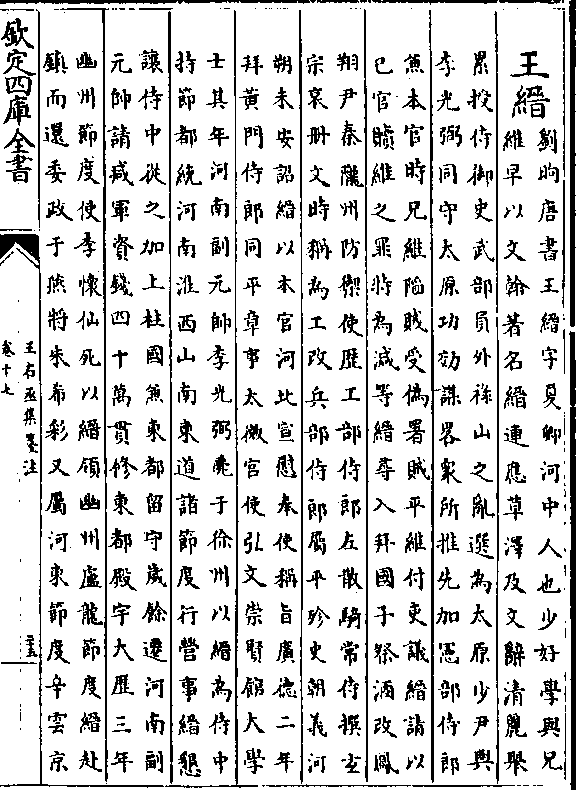 王縉
劉昫唐書王縉字夏卿河中人也少好學與兄
維早以文翰著名縉連應草澤及文辭清麗舉
累授侍御史武部員外祿山之亂選為太原少尹與
李光弼同守太原功効謀畧衆所推先加憲部侍郎
兼本官時兄維陷賊受偽署賊平維付吏議縉請以
己官贖維之罪特為減等縉尋入拜國子祭酒改鳳
翔尹秦隴州防禦使歷工部侍郎左散騎常侍撰玄
宗哀册文時稱為工改兵部侍郎屬平殄史朝義河
朔未安詔縉以本官河北宣慰奉使稱旨廣德二年
拜黄門侍郎同平章事太微宫使弘文崇賢館大學
士其年河南副元帥李光弼薨于徐州以縉為侍中
持節都統河南淮西山南東道諸節度行營事縉懇
讓侍中從之加上柱國兼東都留守歲餘遷河南副
元帥請减軍資錢四十萬貫修東都殿宇大歷三年
幽州節度使李懷仙死以縉領幽州盧龍節度縉赴
鎮而還委政于燕將朱希彩又屬河東節度辛雲京
欽定四庫全書
王右丞集箋注
卷十七
二十五